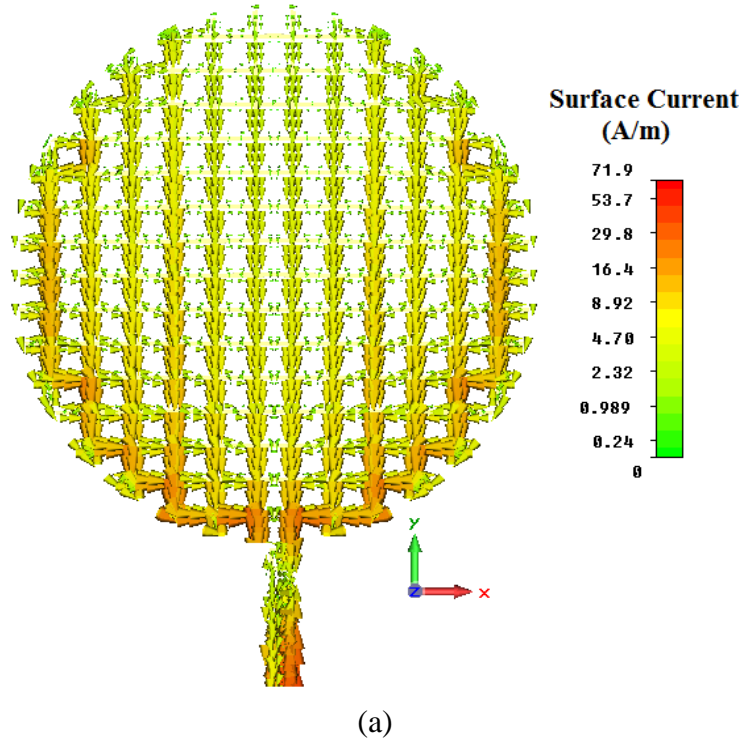 Surface Current
(A/m)
71.9
53.7
29.8
16.4
8.92
4.70
2.32
0.989
0.24
0
y
z
x
(a)